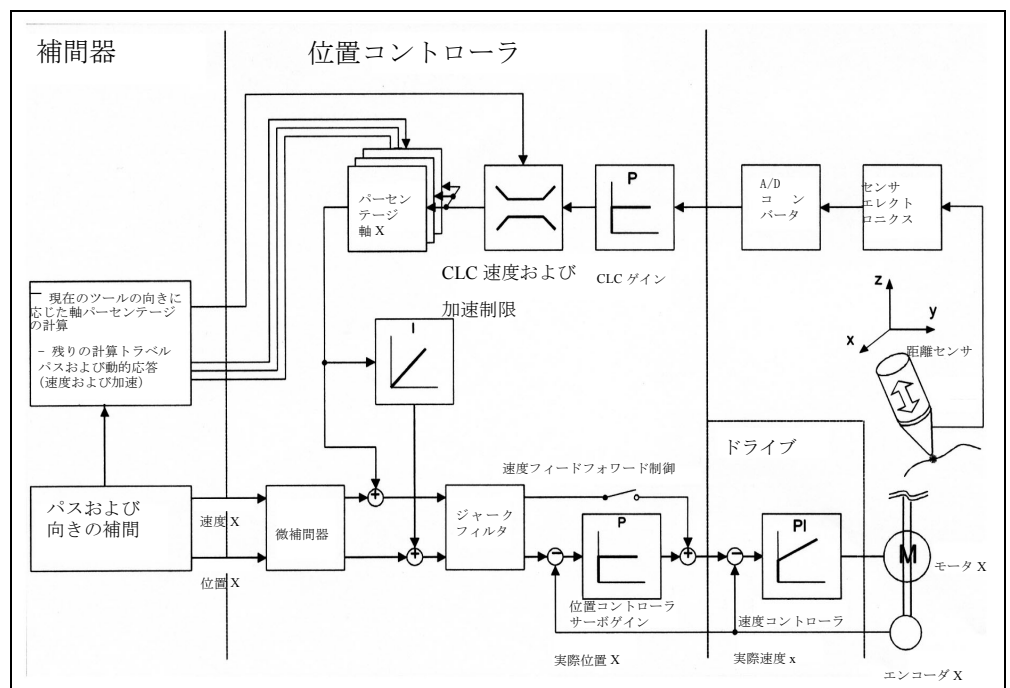 補間器
位置コントローラ
P
A/D
コン
バータ
センサ
エレクト
ロニクス
パーセン
テージ
軸 X
CLC 速度および
加速制限
CLC ゲイン
– 現在のツールの向きに
応じた軸パーセンテージ
の計算
– 残りの計算トラベル
パスおよび動的応答
(速度および加速)
I
z
y
x
距離センサ
ドライブ
速度フィードフォワード制御
パスおよび
向きの補間
速度 X
位置 X
微補間器
ジャーク
フィルタ
P
位置コントローラ
サーボゲイン
PI
速度コントローラ
M
モータ X
実際位置 X
実際速度 x
エンコーダ X